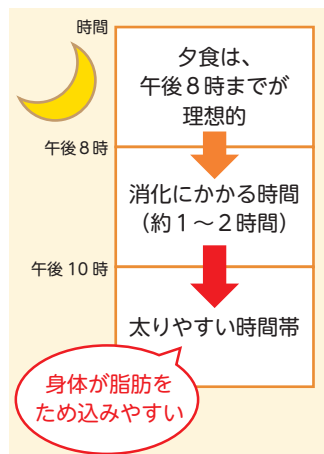 時間
夕食は、
午後８時までが
理想的
午後８時
消化にかかる時間
（約１～２時間）
午後 10 時
太りやすい時間帯
身体が脂肪を
ため込みやすい